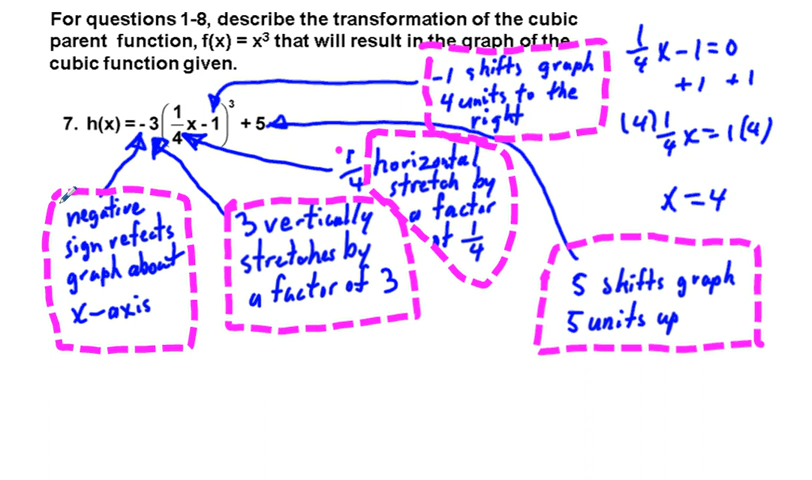 For questions 1-8, describe the transformation of the cubic
parent function, f(x) = x³ that will result in the graph of the
cubic function given.
7. h(x) = - 3(1/4 x - 1)³ + 5
-1 shifts graph
4 units to the
right
1/4 x - 1 = 0
+1 +1
(4) 1/4 x = 1 (4)
x = 4
1/4 horizontal
stretch by
a factor
of 1/4
negative
sign refects
graph about
x-axis
3 vertically
stretches by
a factor of 3
5 shifts graph
5 units up